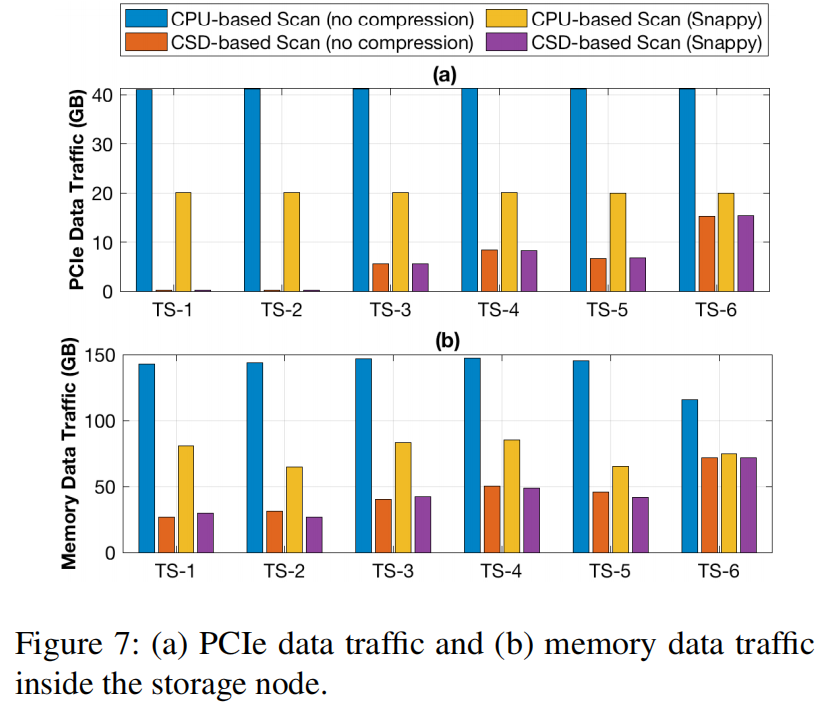 CPU-based Scan (no compression) CPU-based Scan (Snappy)
CSD-based Scan (no compression) CSD-based Scan (Snappy)
(a)
PCIe Data Traffic (GB)
40
30
20
10
0
TS-1 TS-2 TS-3 TS-4 TS-5 TS-6
(b)
Memory Data Traffic (GB)
150
100
50
0
TS-1 TS-2 TS-3 TS-4 TS-5 TS-6
Figure 7: (a) PCIe data traffic and (b) memory data traffic
inside the storage node.